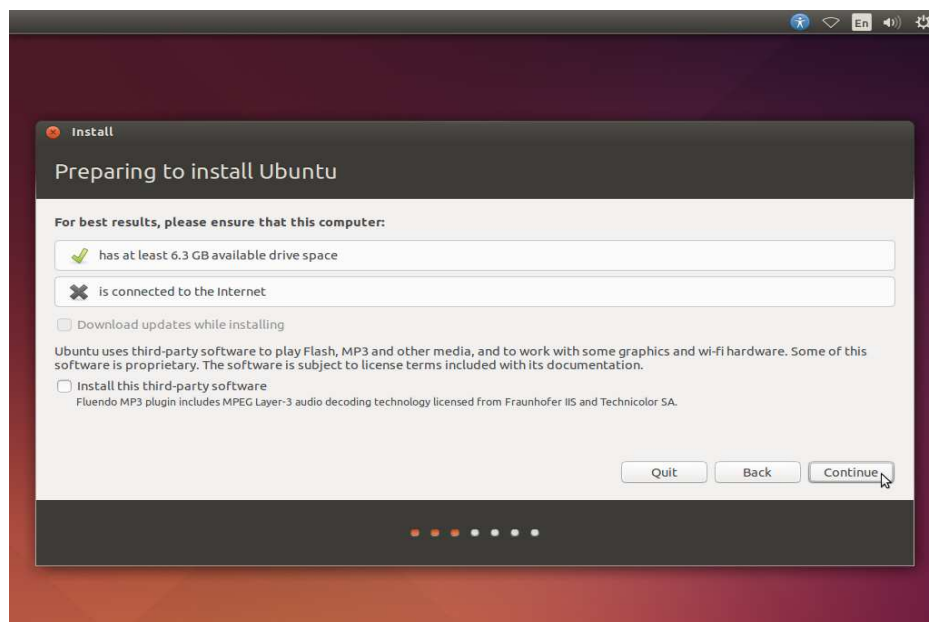 En
Install
Preparing to install Ubuntu
For best results, please ensure that this computer:
has at least 6.3 GB available drive space
is connected to the Internet
Download updates while installing
Ubuntu uses third-party software to play Flash, MP3 and other media, and to work with some graphics and wi-fi hardware. Some of this
software is proprietary. The software is subject to license terms included with its documentation.
Install this third-party software
Fluendo MP3 plugin includes MPEG Layer-3 audio decoding technology licensed from Fraunhofer IIS and Technicolor SA.
Quit Back Continue